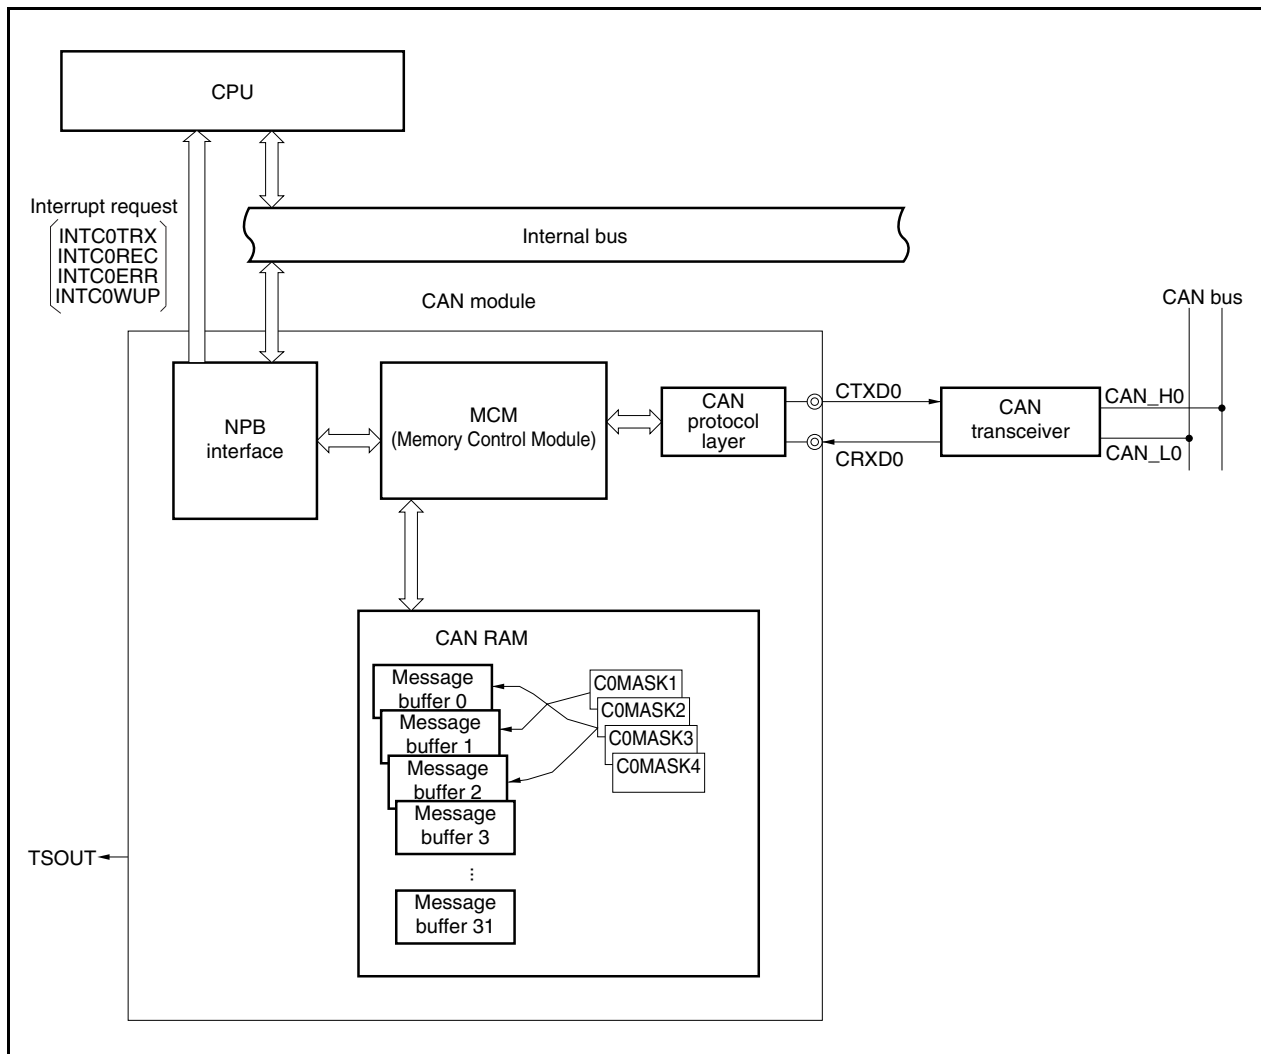 CPU
Interrupt request
INTC0TRX
INTC0REC
INTC0ERR
INTC0WUP
Internal bus
CAN module
CAN bus
NPB
interface
MCM
(Memory Control Module)
CAN
protocol
layer
CTXD0
CRXD0
CAN
transceiver
CAN_H0
CAN_L0
CAN RAM
Message
buffer 0
Message
buffer 1
Message
buffer 2
Message
buffer 3
...
Message
buffer 31
C0MASK1
C0MASK2
C0MASK3
C0MASK4
TSOUT